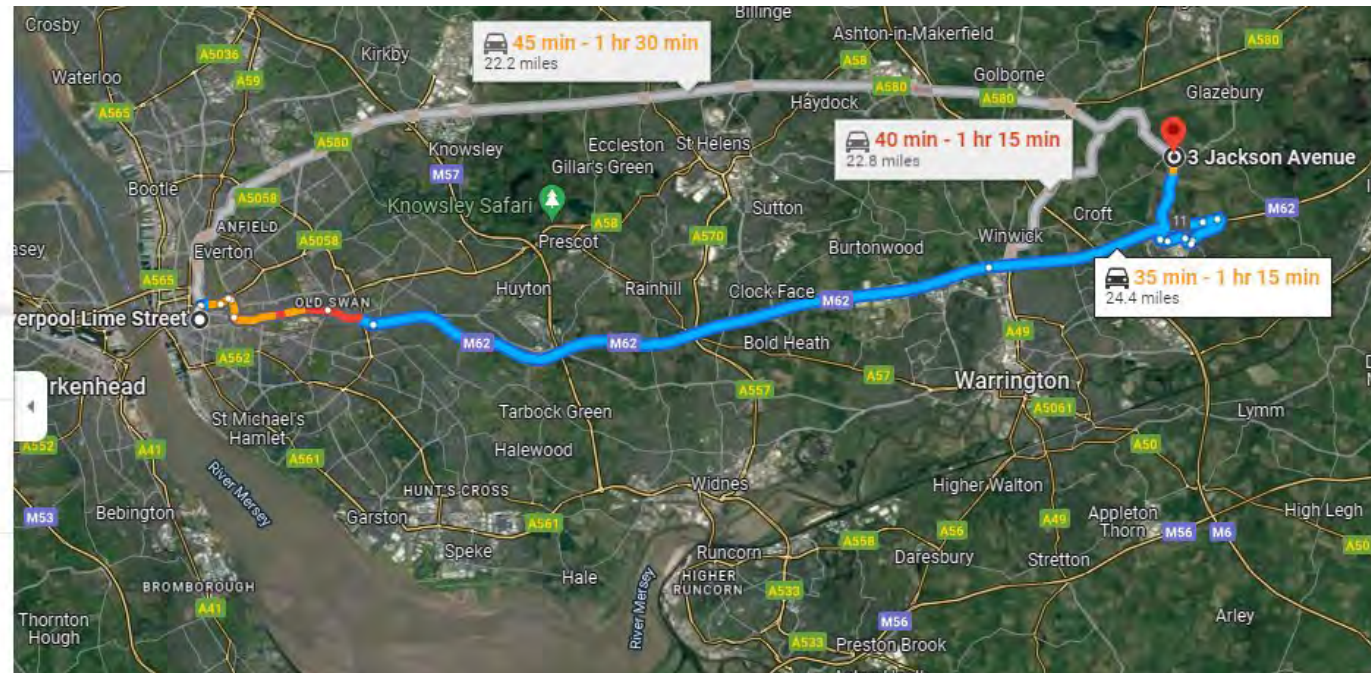 Crosby
Billinge
A5036
Kirkby
45 min - 1 hr 30 min
22.2 miles
Ashton-in-Makerfield
A580
Waterloo
A59
A58
Golborne
A565
A580
A580
Glazebury
Haydock
A580
Knowsley
Eccleston
St Helens
40 min - 1 hr 15 min
22.8 miles
3 Jackson Avenue
Gillar's Green
M57
Bootle
A5058
Knowsley Safari
A58
Sutton
Croft
11
M62
ANFIELD
Prescot
A570
Winwick
asey
Everton
A5058
Burtonwood
35 min - 1 hr 15 min
24.4 miles
A565
Huyton
Rainhill
Clock Face
M62
OLD SWAN
verpool Lime Street
M62
M62
A49
Bold Heath
A562
A57
rkenhead
A557
Warrington
A5061
Lymm
Tarbock Green
St Michael's
Hamlet
A552
A41
A561
Halewood
A50
River Mersey
HUNT'S CROSS
Widnes
Higher Walton
M53
Bebington
Garston
A561
A56
A49
Appleton
Thorn
M56
M6
High Legh
A50
Speke
Runcorn
A558
Daresbury
Stretton
Hale
River Mersey
HIGHER
RUNCORN
BROMBOROUGH
A533
A41
Thornton
Hough
M56
Arley
A533
Preston Brook